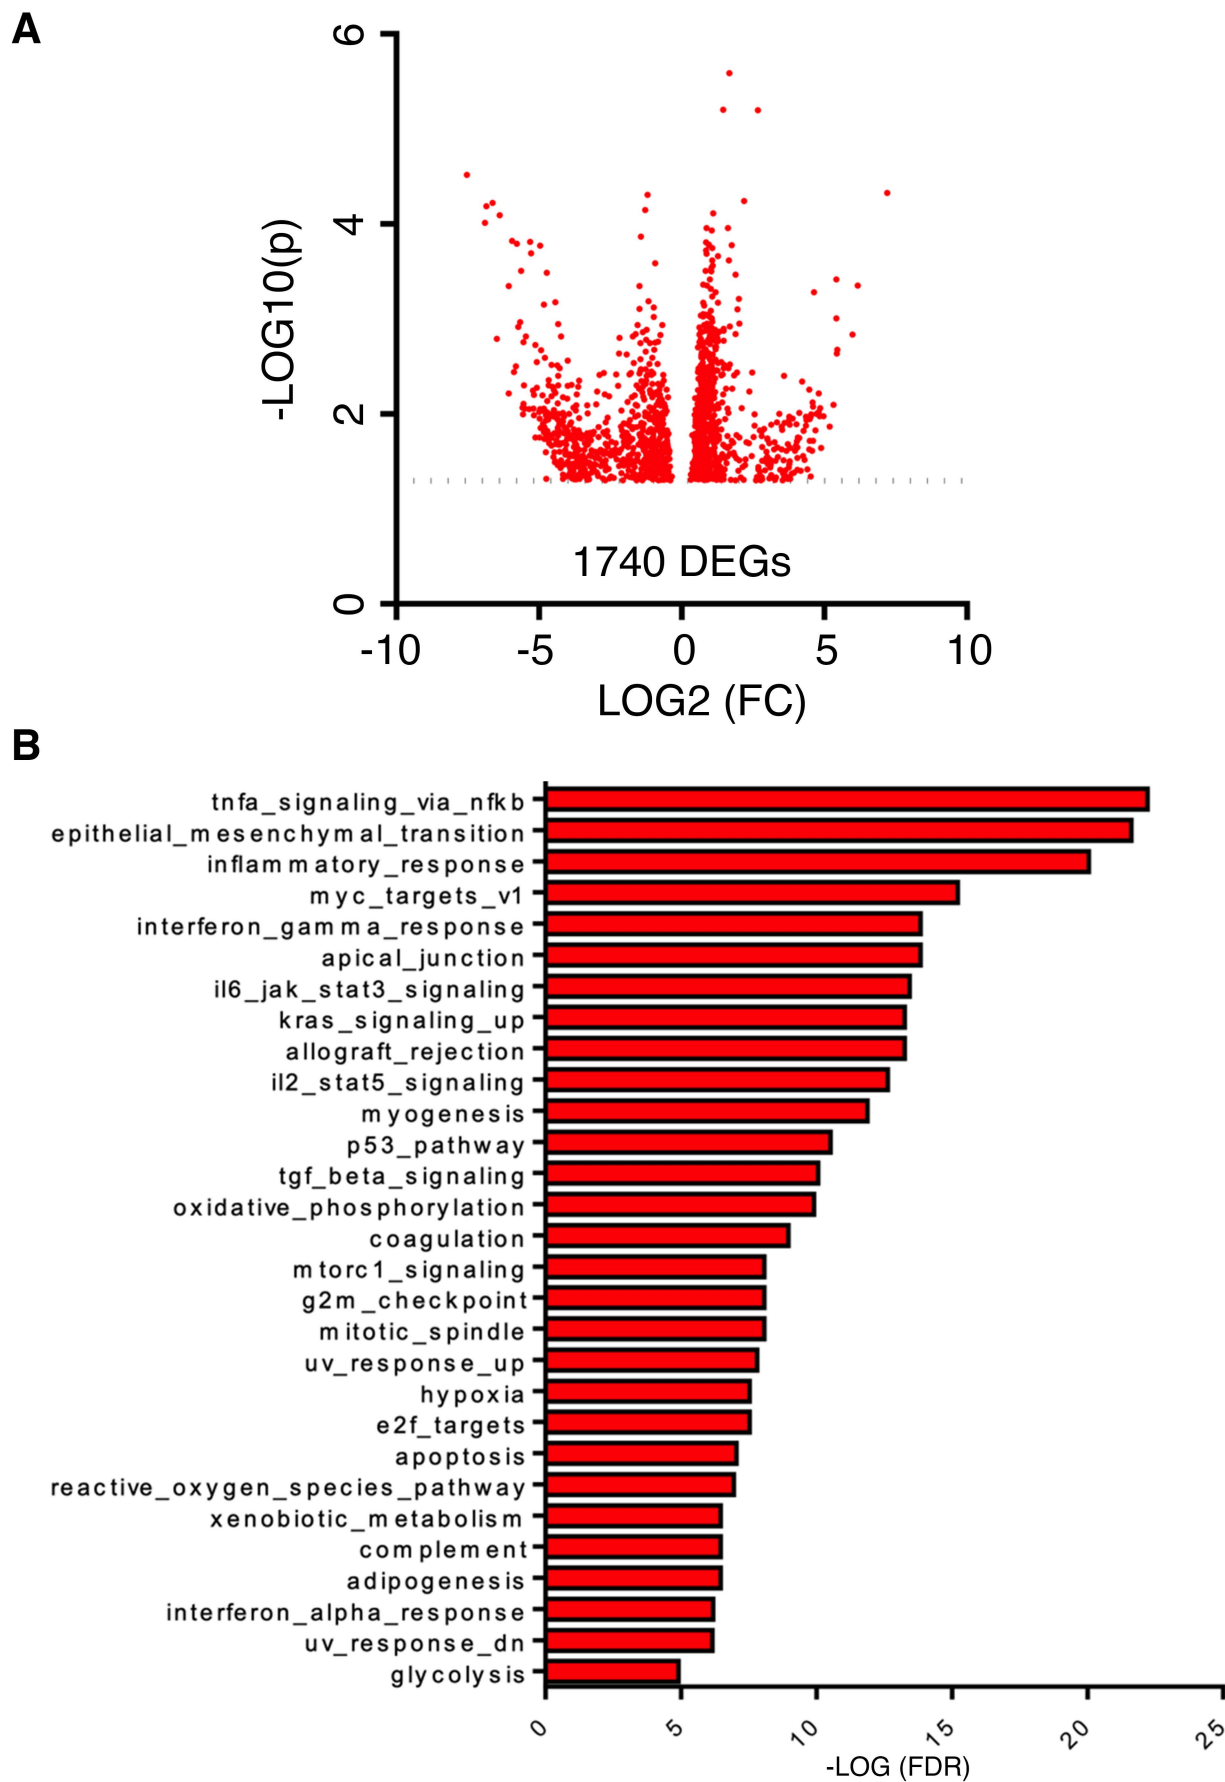 A
6
4
2
0
-LOG10(p)
1740 DEGs
-10 -5 0 5 10
LOG2 (FC)
B
tnfa_signaling_via_nfkb
epithelial_mesenchymal_transition
inflammatory_response
myc_targets_v1
interferon_gamma_response
apical_junction
il6_jak_stat3_signaling
kras_signaling_up
allograft_rejection
il2_stat5_signaling
myogenesis
p53_pathway
tgf_beta_signaling
oxidative_phosphorylation
coagulation
mtorc1_signaling
g2m_checkpoint
mitotic_spindle
uv_response_up
hypoxia
e2f_targets
apoptosis
reactive_oxygen_species_pathway
xenobiotic_metabolism
complement
adipogenesis
interferon_alpha_response
uv_response_dn
glycolysis
0 5 10 15 20 25
-LOG (FDR)